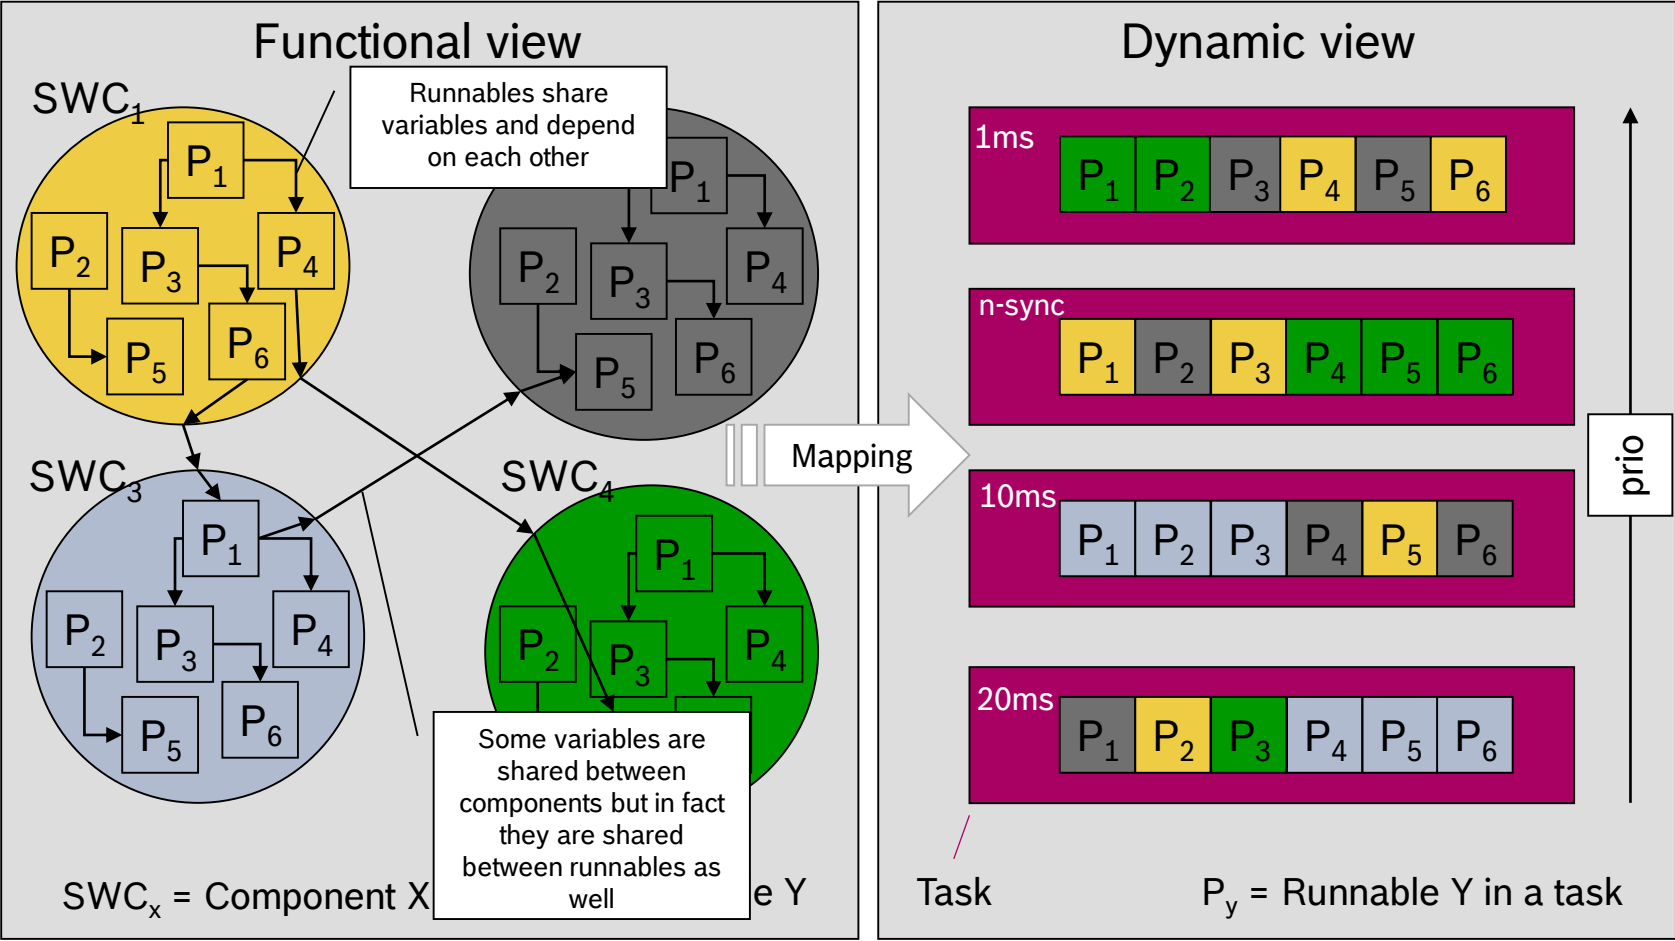 Functional view
SWC1
Runnables share
variables and depend
on each other
P1
P2
P3
P4
P5
P6
P1
P2
P3
P4
P5
P6
SWC3
P1
P2
P3
P4
P5
P6
SWC4
P1
P2
P3
P4
Some variables are
shared between
components but in fact
they are shared
between runnables as
well
SWCx = Component X
e Y
Mapping
Dynamic view
1ms
P1 P2 P3 P4 P5 P6
n-sync
P1 P2 P3 P4 P5 P6
10ms
P1 P2 P3 P4 P5 P6
20ms
P1 P2 P3 P4 P5 P6
prio
Task
Py = Runnable Y in a task